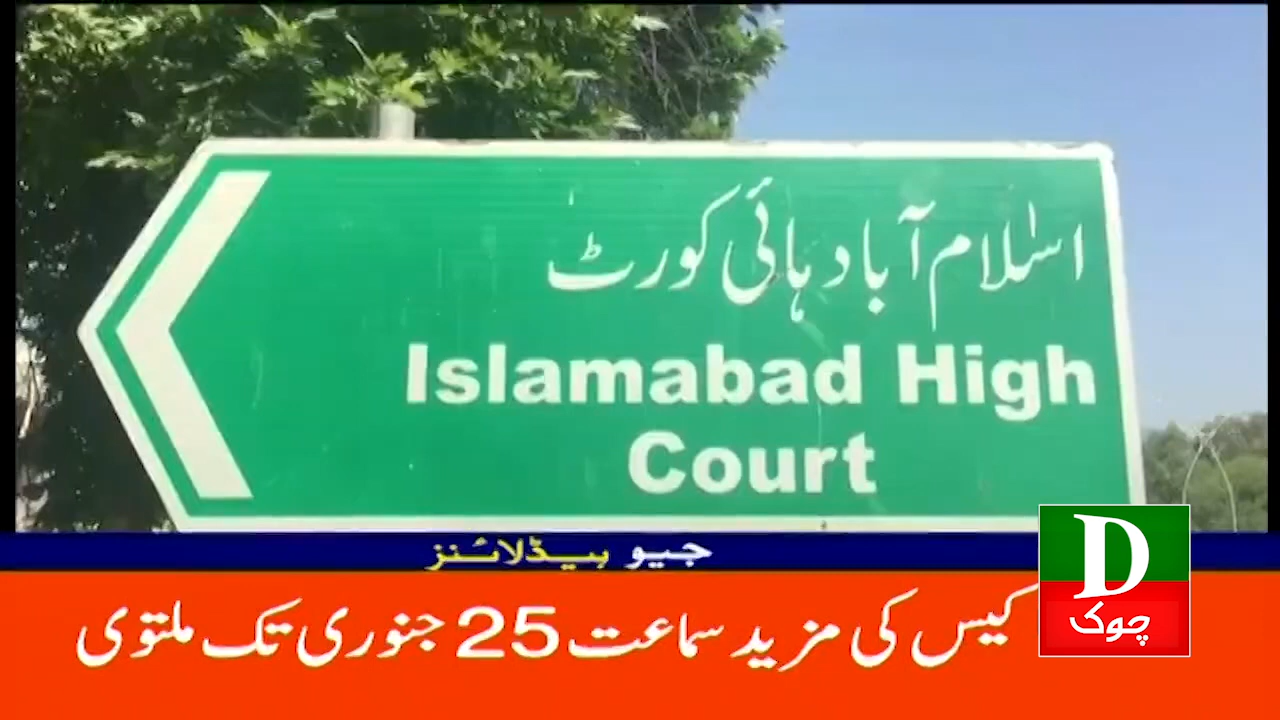 اسلام آباد ہائی کورٹ
Islamabad High
Court
جیو ہیڈلائنز
کیس کی مزید سماعت 25 جنوری تک ملتوی
D
چوک